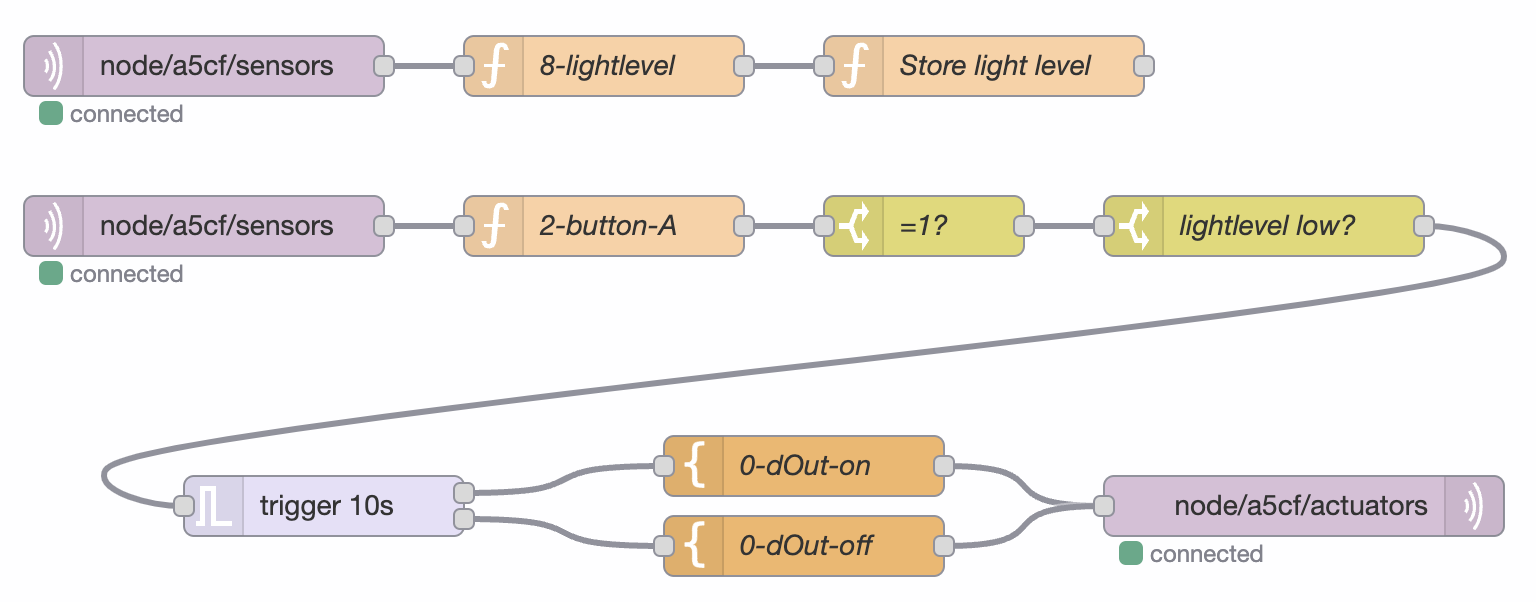 node/a5cf/sensors
8-lightlevel
Store light level
connected
node/a5cf/sensors
2-button-A
=1?
lightlevel low?
connected
trigger 10s
0-dOut-on
0-dOut-off
node/a5cf/actuators
connected